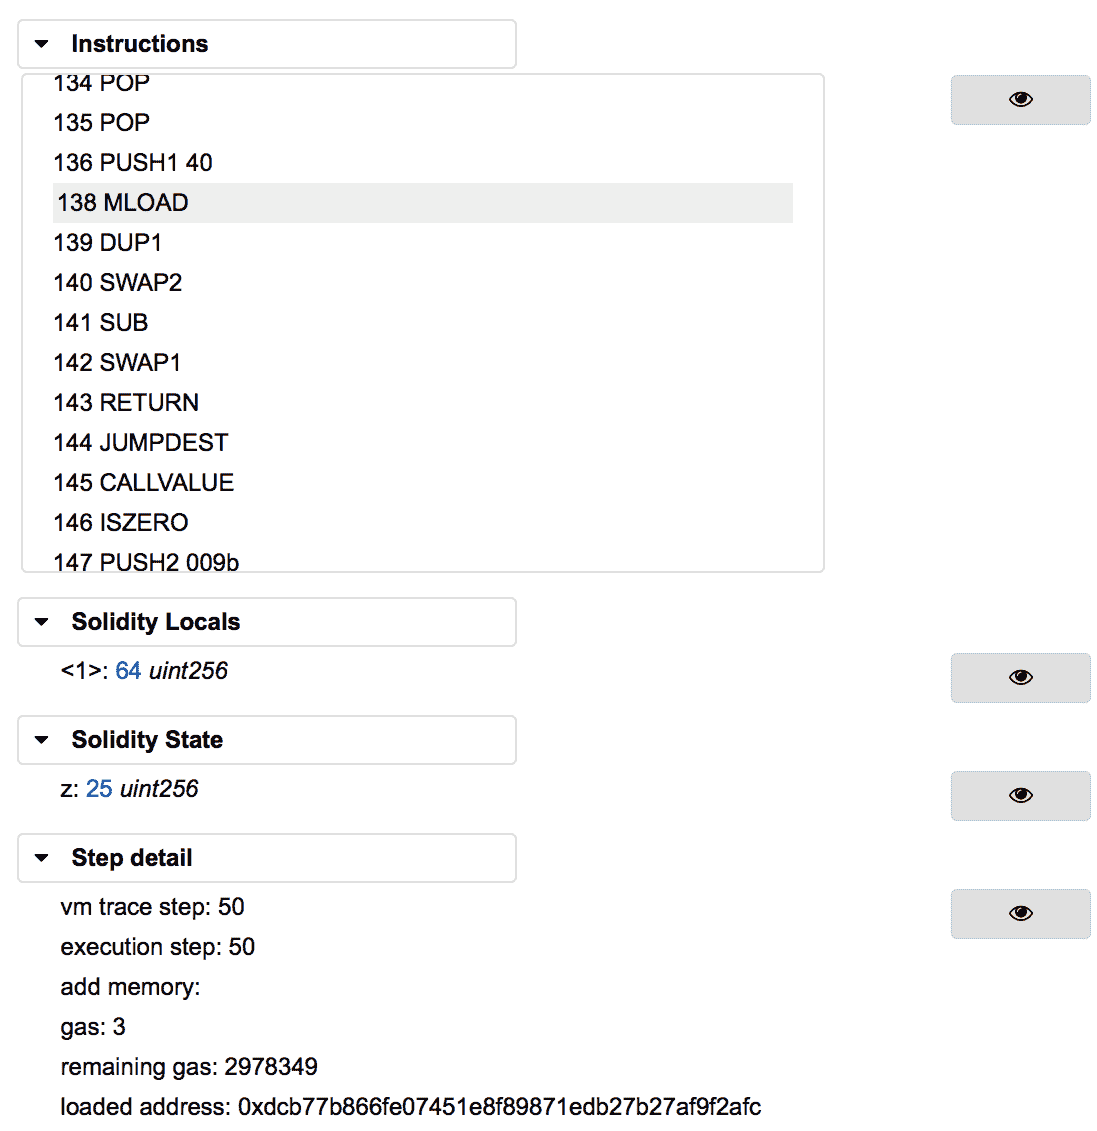 Instructions
134 POP
135 POP
136 PUSH1 40
138 MLOAD
139 DUP1
140 SWAP2
141 SUB
142 SWAP1
143 RETURN
144 JUMPDEST
145 CALLVALUE
146 ISZERO
147 PUSH2 009b
Solidity Locals
<1>: 64 uint256
Solidity State
z: 25 uint256
Step detail
vm trace step: 50
execution step: 50
add memory:
gas: 3
remaining gas: 2978349
loaded address: 0xdcb77b866fe07451e8f89871edb27b27af9f2afc